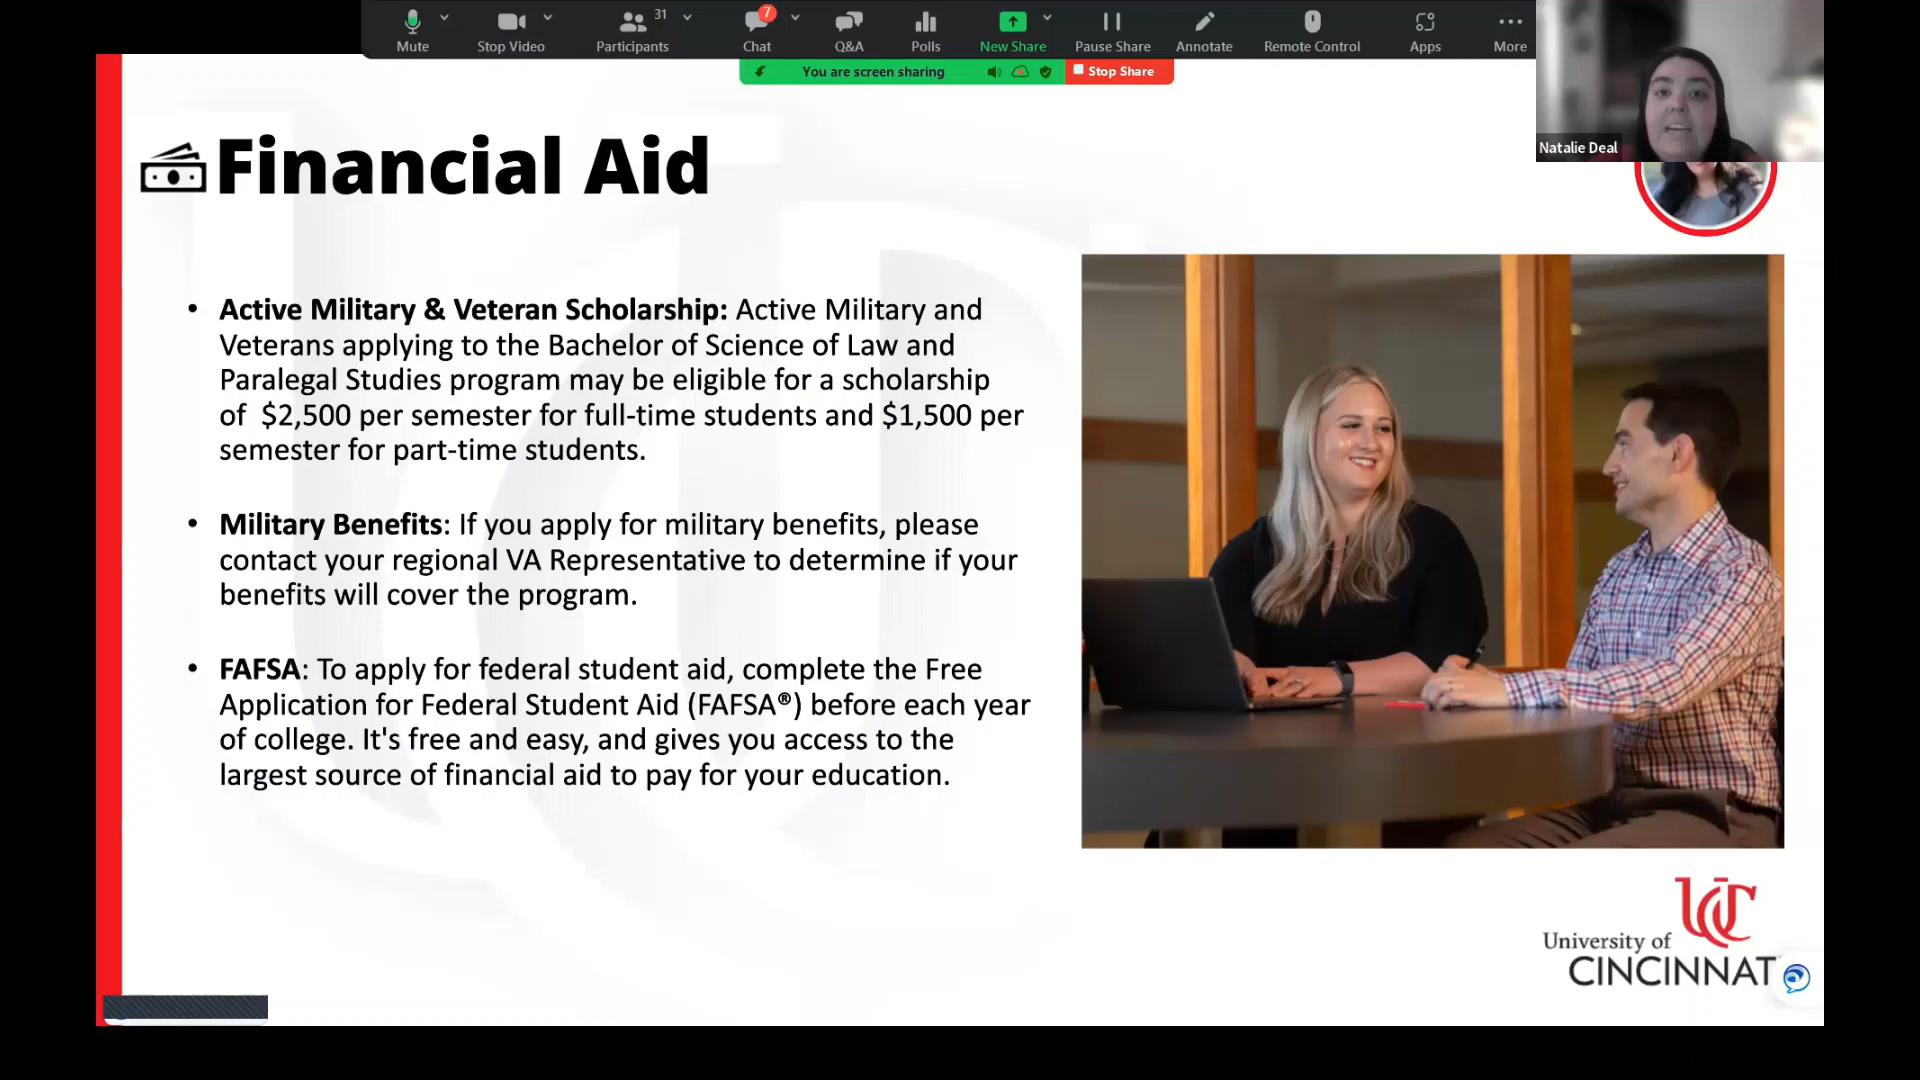 31
7
Mute
Stop Video
Participants
Chat
Q&A
Polls
New Share
Pause Share
Annotate
Remote Control
Apps
More
You are screen sharing
Stop Share
Natalie Deal
Financial Aid
• Active Military & Veteran Scholarship: Active Military and
Veterans applying to the Bachelor of Science of Law and
Paralegal Studies program may be eligible for a scholarship
of $2,500 per semester for full-time students and $1,500 per
semester for part-time students.
• Military Benefits: If you apply for military benefits, please
contact your regional VA Representative to determine if your
benefits will cover the program.
• FAFSA: To apply for federal student aid, complete the Free
Application for Federal Student Aid (FAFSA®) before each year
of college. It's free and easy, and gives you access to the
largest source of financial aid to pay for your education.
UC
University of
CINCINNAT